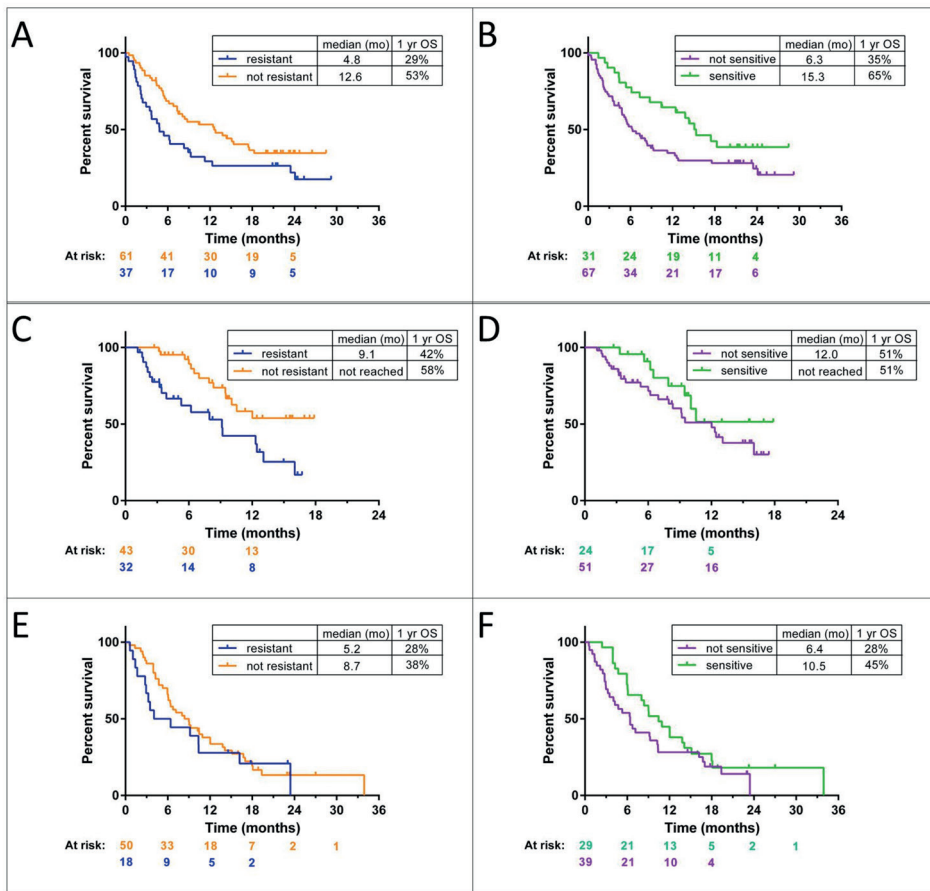 A
median (mo) 1 yr OS
resistant 4.8 29%
not resistant 12.6 53%
Percent survival
100
50
0
0 6 12 18 24 30 36
Time (months)
At risk: 61 41 30 19 5
37 17 10 9 5
B
median (mo) 1 yr OS
not sensitive 6.3 35%
sensitive 15.3 65%
Percent survival
100
50
0
0 6 12 18 24 30 36
Time (months)
At risk: 31 24 19 11 4
67 34 21 17 6
C
median (mo) 1 yr OS
resistant 9.1 42%
not resistant not reached 58%
Percent survival
100
50
0
0 6 12 18 24
Time (months)
At risk: 43 30 13
32 14 8
D
median (mo) 1 yr OS
not sensitive 12.0 51%
sensitive not reached 51%
Percent survival
100
50
0
0 6 12 18 24
Time (months)
At risk: 24 17 5
51 27 16
E
median (mo) 1 yr OS
resistant 5.2 28%
not resistant 8.7 38%
Percent survival
100
50
0
0 6 12 18 24 30 36
Time (months)
At risk: 50 33 18 7 2 1
18 9 5 2
F
median (mo) 1 yr OS
not sensitive 6.4 28%
sensitive 10.5 45%
Percent survival
100
50
0
0 6 12 18 24 30 36
Time (months)
At risk: 29 21 13 5 2 1
39 21 10 4